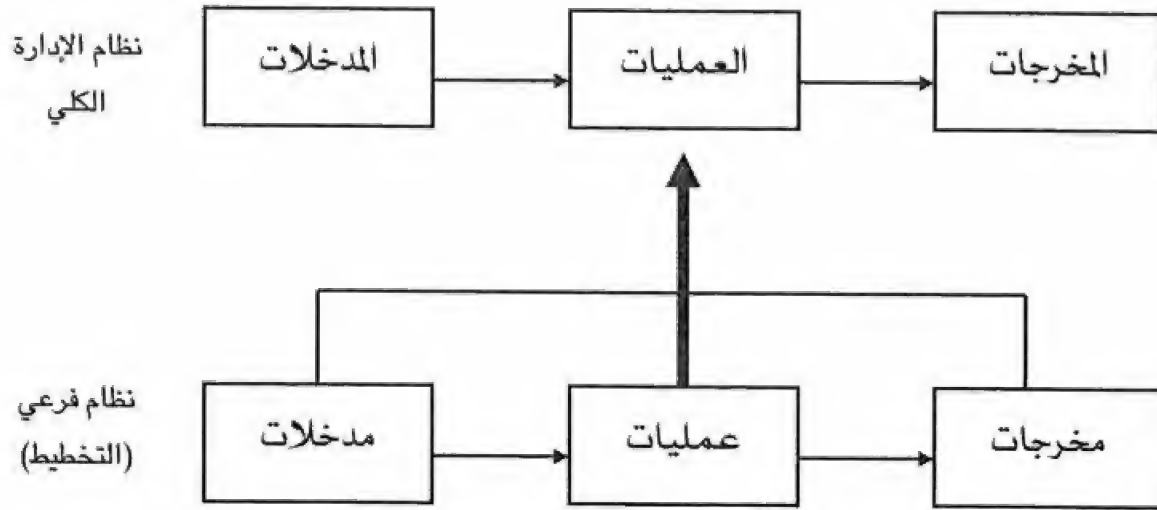 نظام الإدارة
الكلي
المدخلات
العمليات
المخرجات
نظام فرعي
(التخطيط)
مدخلات
عمليات
مخرجات